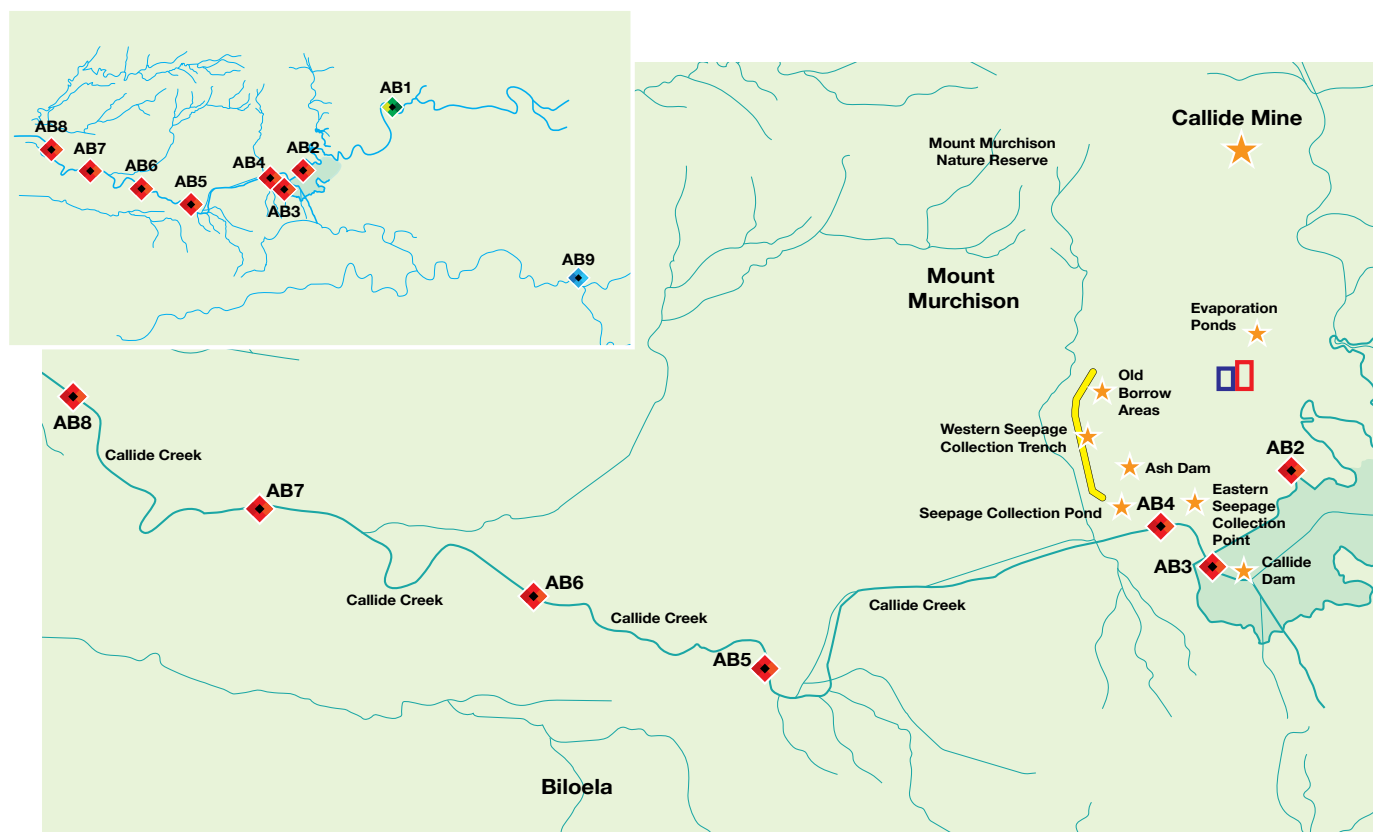 AB1
AB8
AB7
AB6
AB5
AB4
AB2
AB3
AB9
Callide Mine
Mount Murchison
Nature Reserve
Mount
Murchison
Evaporation
Ponds
Old
Borrow
Areas
Western Seepage
Collection Trench
Ash Dam
AB2
Seepage Collection Pond
AB4
Eastern
Seepage
Collection
Point
AB3
Callide
Dam
AB8
Callide Creek
AB7
Callide Creek
AB6
Callide Creek
Callide Creek
AB5
Biloela